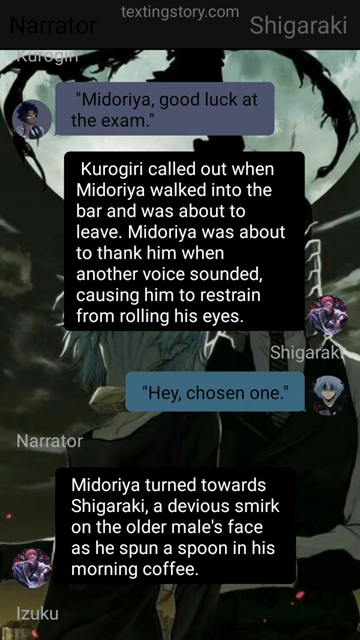 textingstory.com
Narrator
Shigaraki
Kurogiri
"Midoriya, good luck at
the exam."
Kurogiri called out when
Midoriya walked into the
bar and was about to
leave. Midoriya was about
to thank him when
another voice sounded,
causing him to restrain
from rolling his eyes.
Shigaraki
"Hey, chosen one."
Narrator
Midoriya turned towards
Shigaraki, a devious smirk
on the older male's face
as he spun a spoon in his
morning coffee.
Izuku